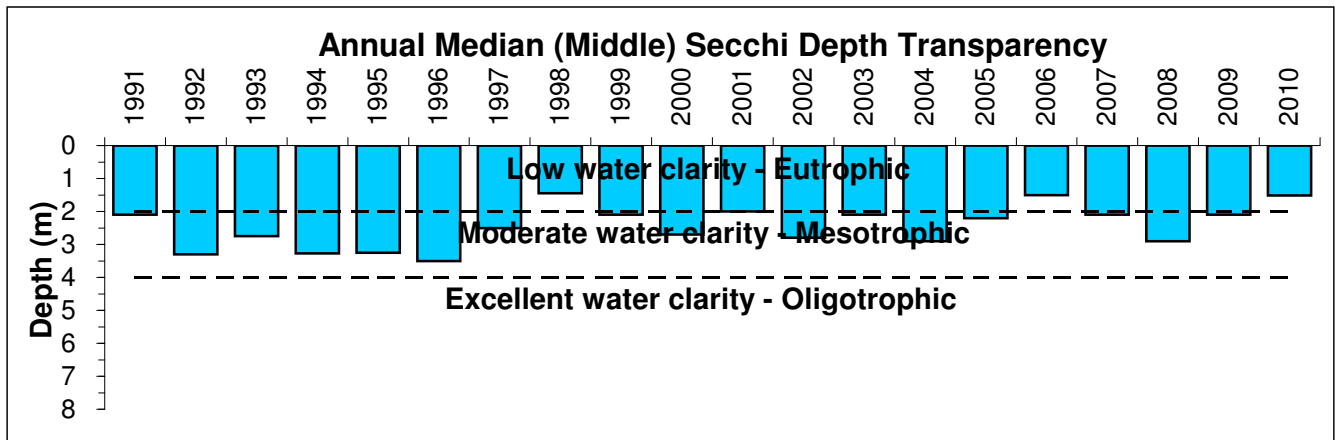 Annual Median (Middle) Secchi Depth Transparency
1991 1992 1993 1994 1995 1996 1997 1998 1999 2000 2001 2002 2003 2004 2005 2006 2007 2008 2009 2010
Depth (m)
0
1
2
3
4
5
6
7
8
Low water clarity - Eutrophic
Moderate water clarity - Mesotrophic
Excellent water clarity - Oligotrophic